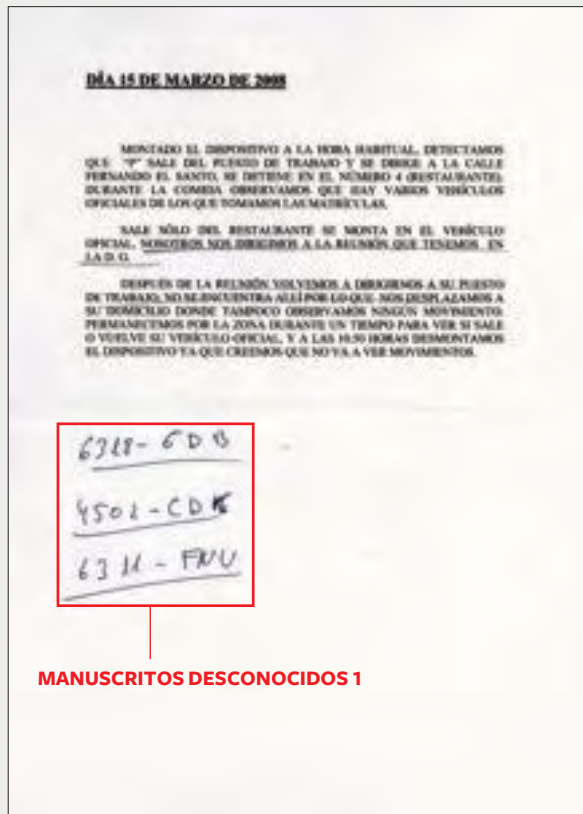 DÍA 15 DE MARZO DE 2008
MONTADO EL DISPOSITIVO A LA HORA HABITUAL, DETECTAMOS
QUE "P" SALE DEL PUESTO DE TRABAJO Y SE DIRIGE A LA CALLE
FERNANDO EL SANTO, SE DETIENE EN EL NUMERO 4 (RESTAURANTE).
DURANTE LA COMIDA OBSERVAMOS QUE HAY VARIOS VEHÍCULOS
OFICIALES DE LOS QUE TOMAMOS LAS MATRÍCULAS.
SALE SÓLO DEL RESTAURANTE SE MONTA EN EL VEHÍCULO
OFICIAL, NOSOTROS NOS DIRIGIMOS A LA REUNIÓN QUE TENEMOS EN
LA D. G.
DESPUÉS DE LA REUNIÓN VOLVEMOS A DIRIGIRNOS A SU PUESTO
DE TRABAJO, NO SE ENCUENTRA ALLÍ POR LO QUE NOS DESPLAZAMOS A
SU DOMICILIO DONDE TAMPOCO OBSERVAMOS NINGÚN MOVIMIENTO.
PERMANECEMOS POR LA ZONA DURANTE UN TIEMPO PARA VER SI SALE
O VUELVE SU VEHÍCULO OFICIAL, Y A LAS HORAS DESMONTAMOS
EL DISPOSITIVO YA QUE CREEMOS QUE NO VA A VER MOVIMIENTOS.
4502-CDK
6311-FNU
MANUSCRITOS DESCONOCIDOS 1